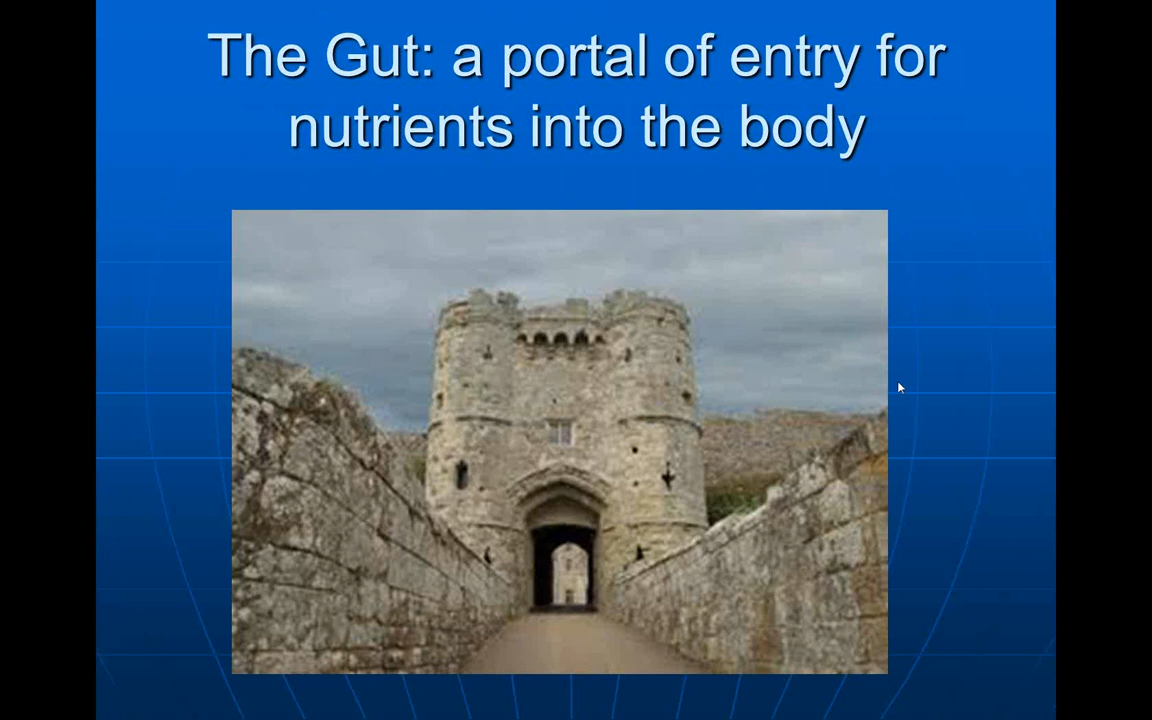 The Gut: a portal of entry for
nutrients into the body